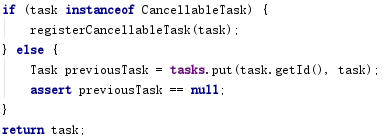 if (task instanceof CancellableTask) {
    registerCancellableTask(task);
} else {
    Task previousTask = tasks.put(task.getId(), task);
    assert previousTask == null;
}
return task;